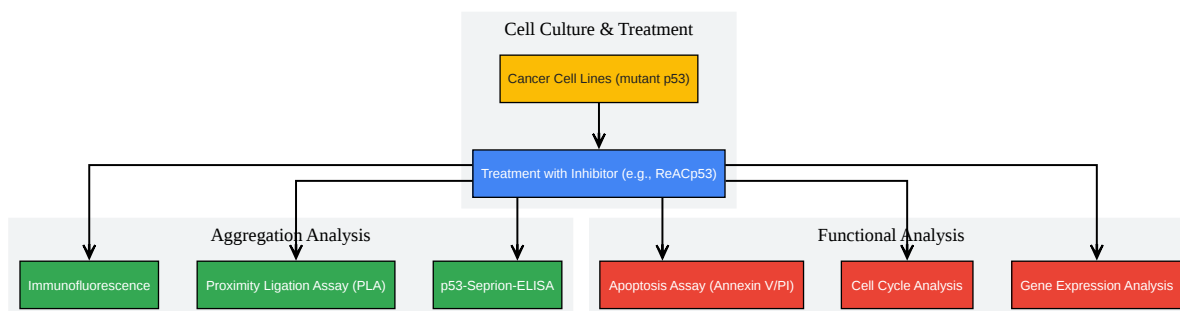 Cell Culture & Treatment
Cancer Cell Lines (mutant p53)
Treatment with Inhibitor (e.g., ReACp53)
Aggregation Analysis
Functional Analysis
Immunofluorescence
Proximity Ligation Assay (PLA)
p53-Seprion-ELISA
Apoptosis Assay (Annexin V/PI)
Cell Cycle Analysis
Gene Expression Analysis